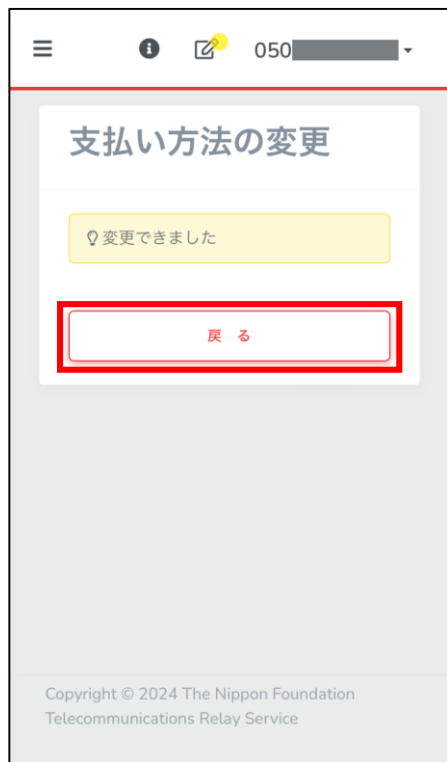 050
支払い方法の変更
変更できました
戻 る
Copyright © 2024 The Nippon Foundation
Telecommunications Relay Service